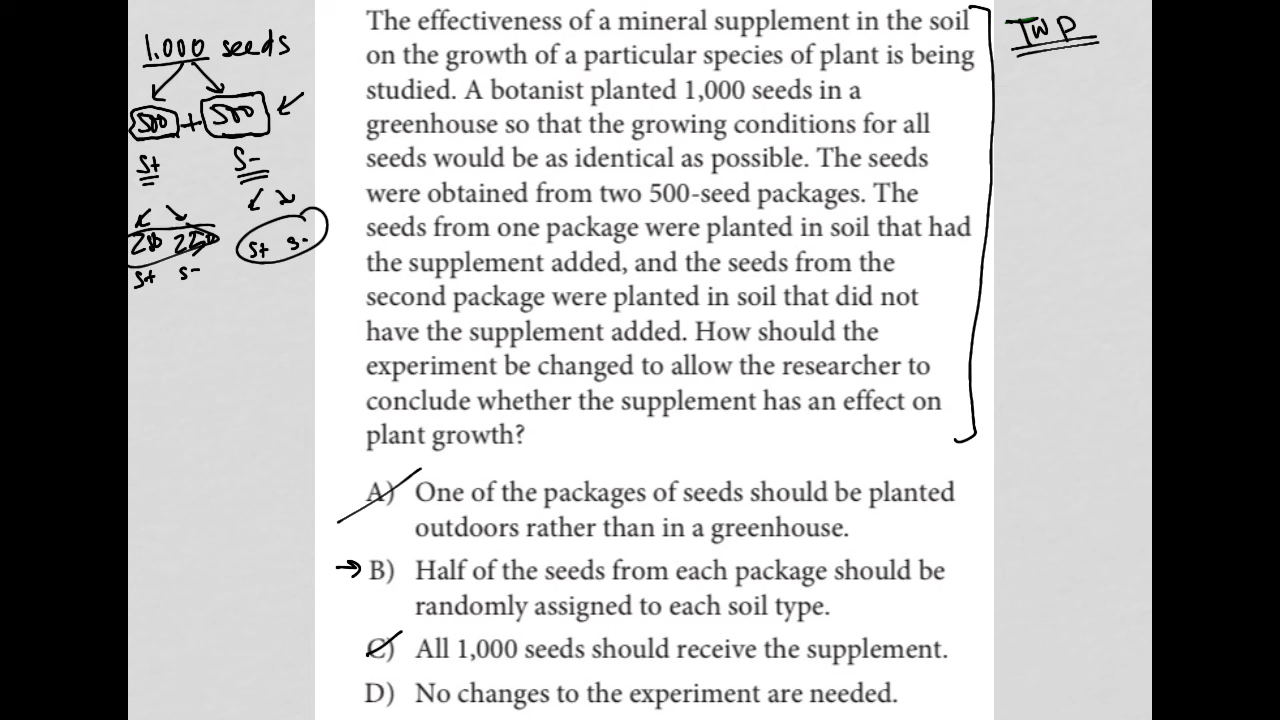 1.000 seeds
500 + 500
S+ S-
250 250
S+ S-
S+ S-
The effectiveness of a mineral supplement in the soil
on the growth of a particular species of plant is being
studied. A botanist planted 1,000 seeds in a
greenhouse so that the growing conditions for all
seeds would be as identical as possible. The seeds
were obtained from two 500-seed packages. The
seeds from one package were planted in soil that had
the supplement added, and the seeds from the
second package were planted in soil that did not
have the supplement added. How should the
experiment be changed to allow the researcher to
conclude whether the supplement has an effect on
plant growth?
A) One of the packages of seeds should be planted
outdoors rather than in a greenhouse.
B) Half of the seeds from each package should be
randomly assigned to each soil type.
C) All 1,000 seeds should receive the supplement.
D) No changes to the experiment are needed.
TWP